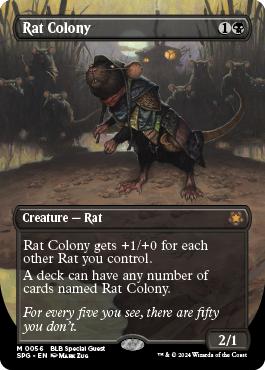 Rat Colony 1
Creature — Rat
Rat Colony gets +1/+0 for each
other Rat you control.
A deck can have any number of
cards named Rat Colony.
For every five you see, there are fifty
you don't.
2/1
M 0056 BLB Special Guest
SPG • EN Mark Zug
™ & © 2024 Wizards of the Coast